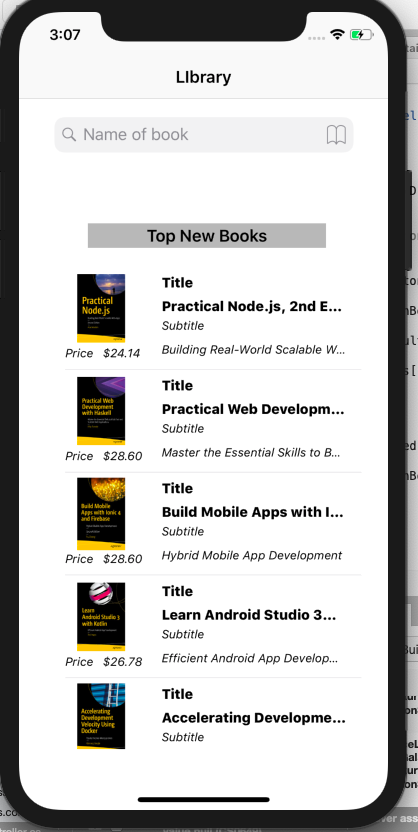 3:07
LIbrary
Name of book
Top New Books
Title
Practical Node.js, 2nd E...
Subtitle
Building Real-World Scalable W...
Practical
Node.js
Price $24.14
Title
Practical Web Developm...
Subtitle
Master the Essential Skills to B...
Practical Web
Development
with Haskell
Price $28.60
Title
Build Mobile Apps with I...
Subtitle
Hybrid Mobile App Development
Build Mobile
Apps with Ionic 4
and Firebase
Price $28.60
Title
Learn Android Studio 3...
Subtitle
Efficient Android App Develop...
Learn
Android Studio 3
with Kotlin
Price $26.78
Title
Accelerating Developme...
Subtitle
Accelerating
Development
Velocity Using
Docker